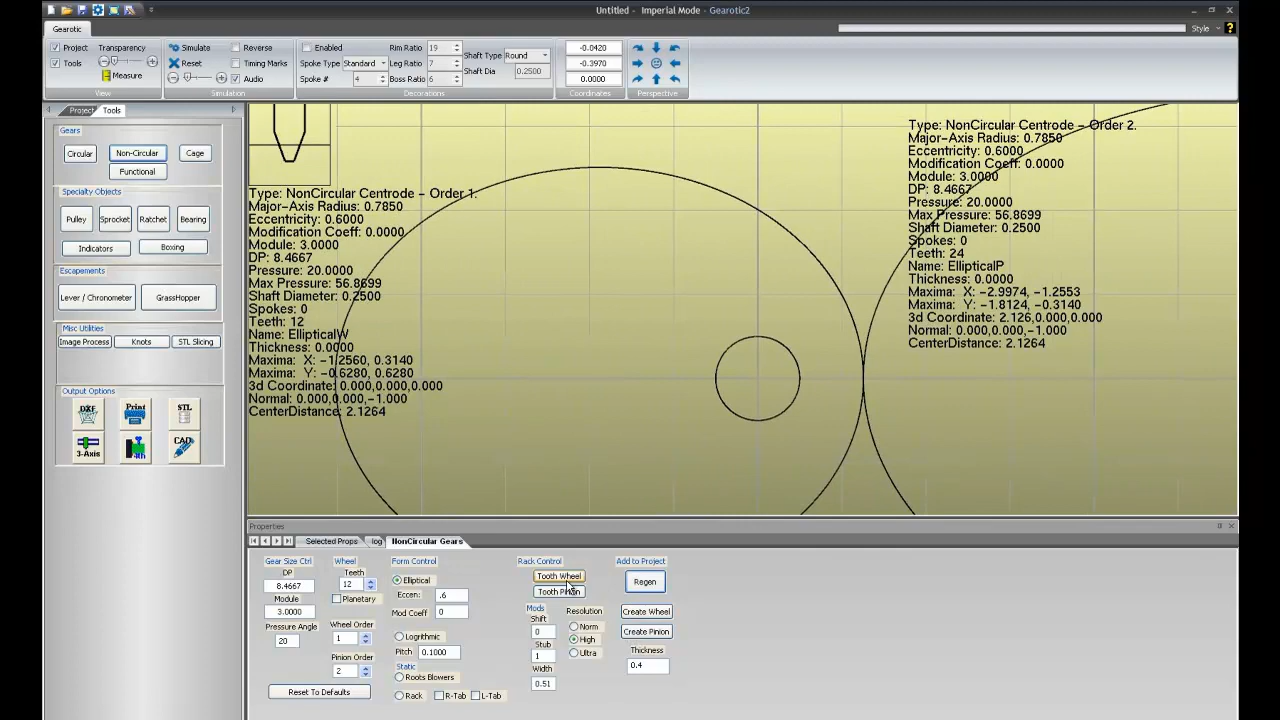 Untitled - Imperial Mode - Gearotic2
Gearotic
Style
Project
Tools
Transparency
Measure
View
Simulate
Reset
Reverse
Timing Marks
Audio
Simulation
Enabled
Spoke Type Standard
Spoke # 4
Rim Ratio 19
Leg Ratio 7
Boss Ratio 6
Shaft Type Round
Shaft Dia 0.2500
Decorations
-0.0420
-0.3970
0.0000
Coordinates
Perspective
Project Tools
Gears
Circular Non-Circular Cage
Functional
Specialty Objects
Pulley Sprocket Ratchet Bearing
Indicators Boxing
Escapements
Lever / Chronometer GrassHopper
Misc Utilities
Image Process Knots STL Slicing
Output Options
DXF Print STL
3-Axis 4th CAD
Type: NonCircular Centrode - Order 1.
Major-Axis Radius: 0.7850
Eccentricity: 0.6000
Modification Coeff: 0.0000
Module: 3.0000
DP: 8.4667
Pressure: 20.0000
Max Pressure: 56.8699
Shaft Diameter: 0.2500
Spokes: 0
Teeth: 12
Name: EllipticalW
Thickness: 0.0000
Maxima: X: -1.2560, 0.3140
Maxima: Y: -0.6280, 0.6280
3d Coordinate: 0.000,0.000,0.000
Normal: 0.000,0.000,-1.000
CenterDistance: 2.1264
Type: NonCircular Centrode - Order 2.
Major-Axis Radius: 0.7850
Eccentricity: 0.6000
Modification Coeff: 0.0000
Module: 3.0000
DP: 8.4667
Pressure: 20.0000
Max Pressure: 56.8699
Shaft Diameter: 0.2500
Spokes: 0
Teeth: 24
Name: EllipticalP
Thickness: 0.0000
Maxima: X: -2.9974, -1.2553
Maxima: Y: -1.8124, -0.3140
3d Coordinate: 2.126,0.000,0.000
Normal: 0.000,0.000,-1.000
CenterDistance: 2.1264
Properties
Selected Props log NonCircular Gears
Gear Size Ctrl
DP
8.4667
Module
3.0000
Pressure Angle
20
Wheel
Teeth
12
Planetary
Wheel Order
1
Pinion Order
2
Reset To Defaults
Form Control
Elliptical
Eccen: .6
Mod Coeff 0
Logrithmic
Pitch 0.1000
Static
Roots Blowers
Rack R-Tab L-Tab
Rack Control
Tooth Wheel
Tooth Pinion
Mods
Shift
0
Stub
1
Width
0.51
Resolution
Norm
High
Ultra
Add to Project
Regen
Create Wheel
Create Pinion
Thickness
0.4